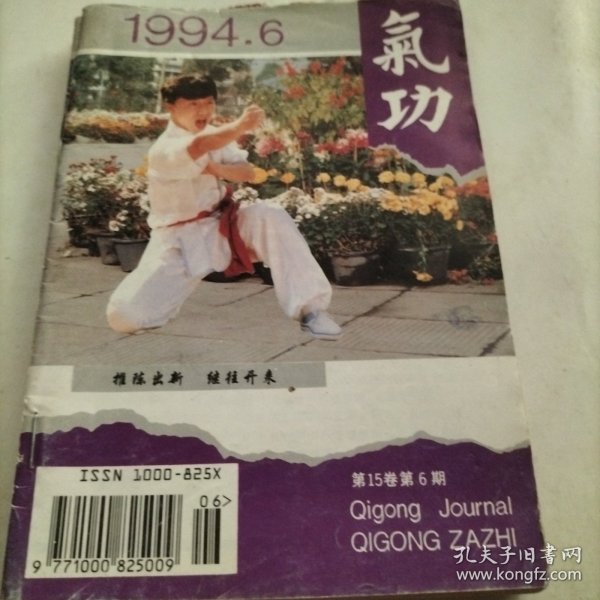 1994.6
氣功
推陈出新 继往开来
ISSN 1000-825X
06>
9 771000 825009
第15卷第6期
Qigong Journal
QIGONG ZAZHI
孔夫子旧书网
www.kongfz.com